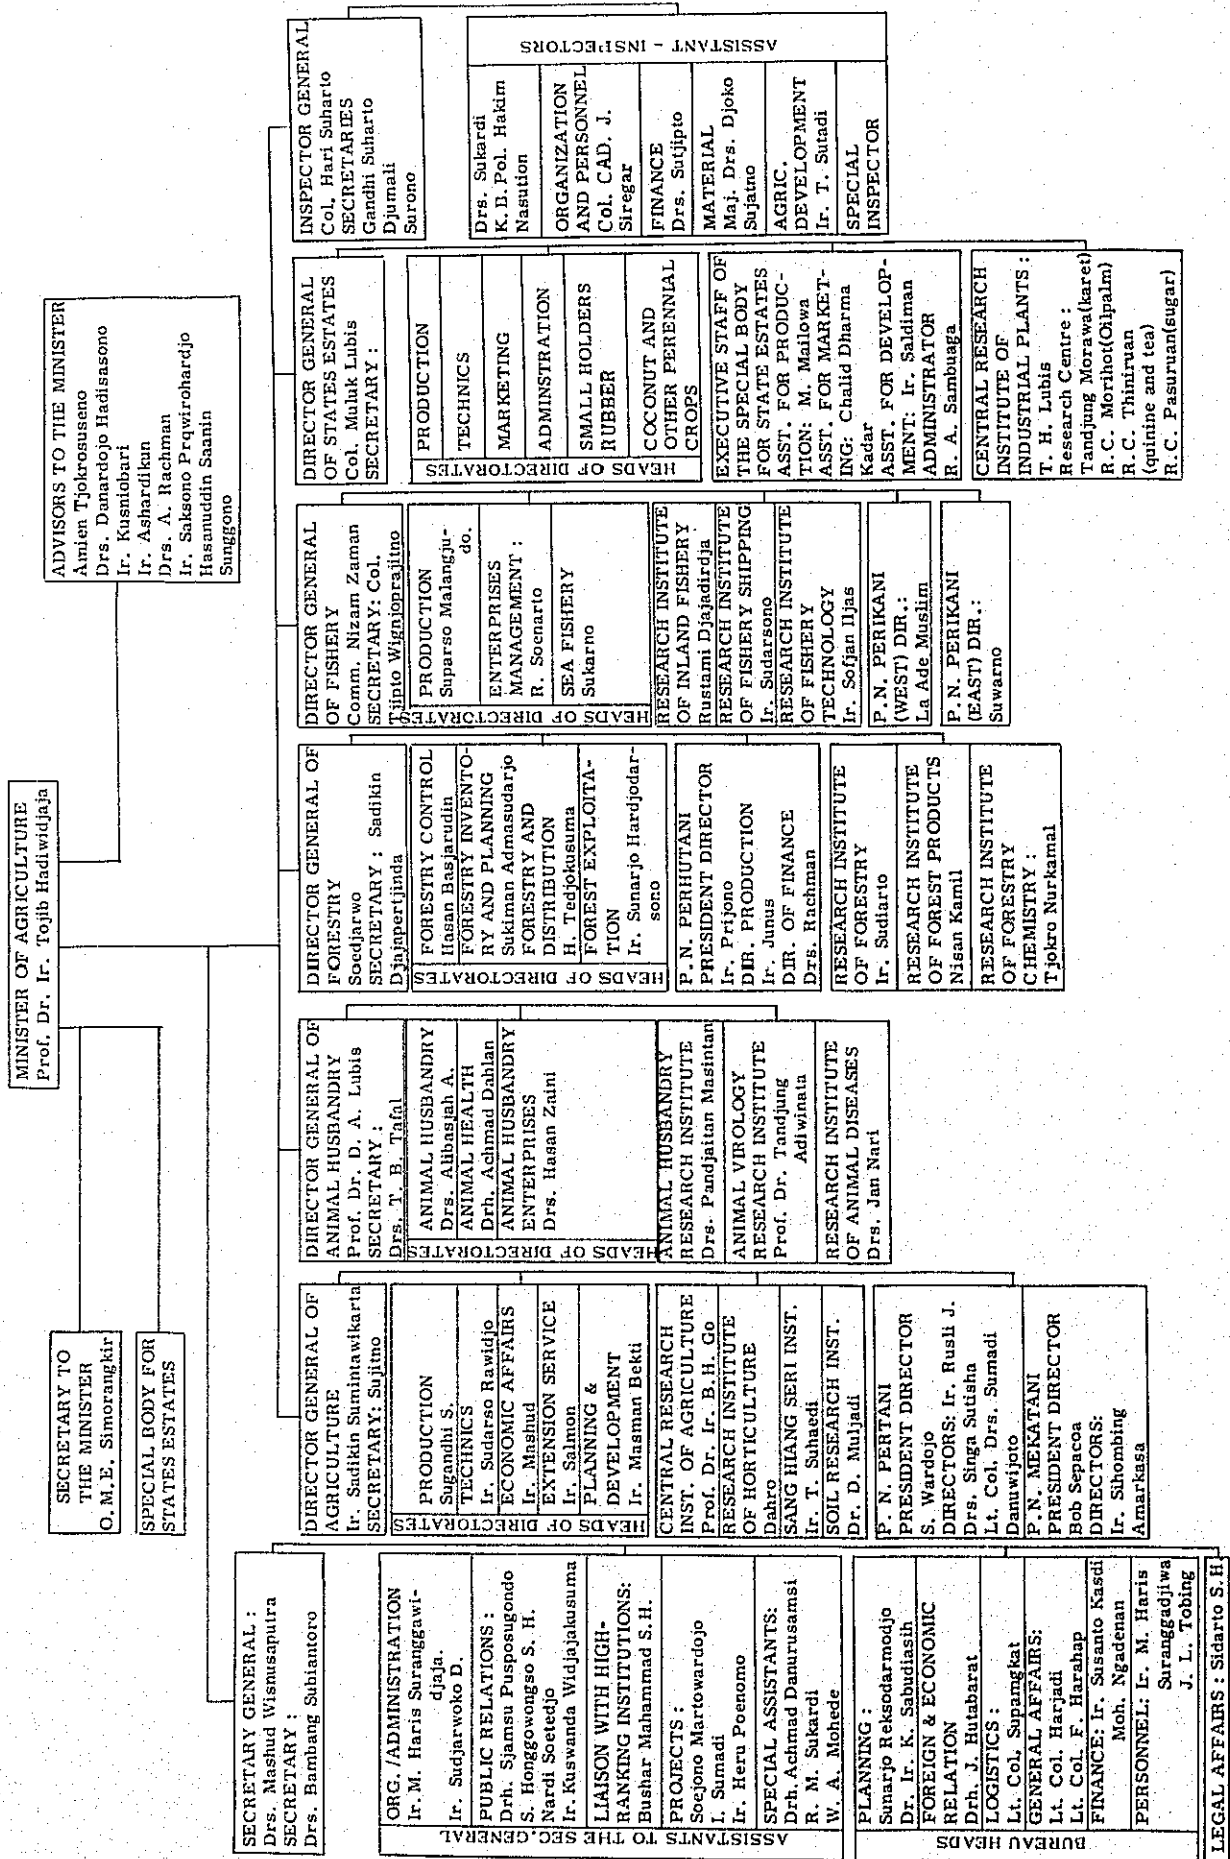 MINISTER OF AGRICULTURE
Prof. Dr. Ir. Tojib Hadiwidjaja
ADVISORS TO THE MINISTER
Amien Tjokrosuseno
Drs. Danardojo Hadisasono
Ir. Kusniobari
Ir. Ashardikun
Drs. A. Rachman
Ir. Saksono Prqwirohardjo
Hasanuddin Saanin
Sunggono
SECRETARY TO
THE MINISTER
O. M. E. Simorangkir
SPECIAL BODY FOR
STATES ESTATES
SECRETARY GENERAL :
Drs. Mashud Wisnusaputra
SECRETARY :
Drs. Bambang Subiantoro
ASSISTANTS TO THE SEC. GENERAL
ORG. /ADMINISTRATION
Ir. M. Haris Suranggawi-
djaja.
Ir. Sudjarwoko D.
PUBLIC RELATIONS :
Drh. Sjamsu Pusposugondo
S. Honggowongso S. H.
Nardi Soetedjo
Ir. Kuswanda Widjajakusuma
LIAISON WITH HIGH-
RANKING INSTITUTIONS:
Bushar Mahammad S. H.
PROJECTS :
Soejono Martowardojo
I. Sumadi
Ir. Heru Poenomo
SPECIAL ASSISTANTS:
Drh. Achmad Danurusamsi
R. M. Sukardi
W. A. Mohede
BUREAU HEADS
PLANNING :
Sunarjo Reksodarmodjo
Dr. Ir. K. Sabudiasih
FOREIGN & ECONOMIC
RELATION
Drh. J. Hutabarat
LOGISTICS :
Lt. Col. Supangkat
GENERAL AFFAIRS:
Lt. Col. Harjadi
Lt. Col. F. Harahap
FINANCE: Ir. Susanto Kasdi
Moh. Ngadenan
PERSONNEL: Ir. M. Haris
Suranggadjiwa
J. L. Tobing
LEGAL AFFAIRS : Sidarto S. H.
DIRECTOR GENERAL OF
AGRICULTURE
Ir. Sadikin Sumintawikarta
SECRETARY: Sujitno
HEADS OF DIRECTORATES
PRODUCTION
Sugandhi S.
TECHNICS
Ir. Sudarso Rawidjo
ECONOMIC AFFAIRS
Ir. Mashud
EXTENSION SERVICE
Ir. Salmon
PLANNING &
DEVELOPMENT
Ir. Masman Bekti
CENTRAL RESEARCH
INST. OF AGRICULTURE
Prof. Dr. Ir. B. H. Go
RESEARCH INSTITUTE
OF HORTICULTURE
Dahro
SANG HIANG SERI INST.
Ir. T. Suhaedi
SOIL RESEARCH INST.
Dr. D. Muljadi
P. N. PERTANI
PRESIDENT DIRECTOR
S. Wardojo
DIRECTORS: Ir. Rusli J.
Drs. Singa Sutisha
Lt. Col. Drs. Sumadi
Danuwijoto
P. N. MEKATANI
PRESIDENT DIRECTOR
Bob Sepacoa
DIRECTORS:
Ir. Sihombing
Amarkasa
DIRECTOR GENERAL OF
ANIMAL HUSBANDRY
Prof. Dr. D. A. Lubis
SECRETARY :
Drs. T. B. Tafal
HEADS OF DIRECTORATES
ANIMAL HUSBANDRY
Drs. Alibasjah A.
ANIMAL HEALTH
Drh. Achmad Dahlan
ANIMAL HUSBANDRY
ENTERPRISES
Drs. Hasan Zaini
ANIMAL HUSBANDRY
RESEARCH INSTITUTE
Drs. Pandjaitan Masintan
ANIMAL VIROLOGY
RESEARCH INSTITUTE
Prof. Dr. Tandjung
Adiwinata
RESEARCH INSTITUTE
OF ANIMAL DISEASES
Drs. Jan Nari
DIRECTOR GENERAL OF
FORESTRY
Soedjarwo
SECRETARY : Sadikin
Djajapertjinda
HEADS OF DIRECTORATES
FORESTRY CONTROL
Hasan Basjarudin
FORESTRY INVENTO-
RY AND PLANNING
Sukiman Admasudarjo
FORESTRY AND
DISTRIBUTION
H. Tedjokusuma
FOREST EXPLOITA-
TION
Ir. Sunarjo Hardjodar-
sono
P. N. PERHUTANI
PRESIDENT DIRECTOR
Ir. Prijono
DIR. PRODUCTION
Ir. Junus
DIR. OF FINANCE
Drs. Rachman
RESEARCH INSTITUTE
OF FORESTRY
Ir. Sudiarto
RESEARCH INSTITUTE
OF FOREST PRODUCTS
Nisan Kamil
RESEARCH INSTITUTE
OF FORESTRY
CHEMISTRY :
Tjokro Nurkamal
DIRECTOR GENERAL
OF FISHERY
Comm. Nizam Zaman
SECRETARY: Col.
Tjipto Wignjoprajitno
HEADS OF DIRECTORATES
PRODUCTION
Suparso Malangju-
do.
ENTERPRISES
MANAGEMENT :
R. Soenarto
SEA FISHERY
Sukarno
RESEARCH INSTITUTE
OF INLAND FISHERY
Rustami Djajadirdja
RESEARCH INSTITUTE
OF FISHERY SHIPPING
Ir. Sudarsono
RESEARCH INSTITUTE
OF FISHERY
TECHNOLOGY
Ir. Sofjan Iljas
P. N. PERIKANI
(WEST) DIR.:
La Ade Muslim
P. N. PERIKANI
(EAST) DIR.:
Suwarno
DIRECTOR GENERAL
OF STATES ESTATES
Col. Muluk Lubis
SECRETARY :
HEADS OF DIRECTORATES
PRODUCTION
TECHNICS
MARKETING
ADMINSTRATION
SMALL HOLDERS
RUBBER
COCONUT AND
OTHER PERENNIAL
CROPS
EXECUTIVE STAFF OF
THE SPECIAL BODY
FOR STATE ESTATES
ASST. FOR PRODUC-
TION: M. Mailowa
ASST. FOR MARKET-
ING: Chalid Dharma
Kadar
ASST. FOR DEVELOP-
MENT: Ir. Saldiman
ADMINISTRATOR
R. A. Sambuaga
CENTRAL RESEARCH
INSTITUTE OF
INDUSTRIAL PLANTS :
T. H. Lubis
Research Centre :
Tandjung Morawa(karet)
R. C. Morihot(Oilpalm)
R. C. Thiniruan
(quinine and tea)
R. C. Pasuruan(sugar)
INSPECTOR GENERAL
Col. Hari Suharto
SECRETARIES
Gandhi Suharto
Djumali
Surono
ASSISTANT - INSPECTORS
Drs. Sukardi
K. B. Pol. Hakim
Nasution
ORGANIZATION
AND PERSONNEL
Col. CAD. J.
Siregar
FINANCE
Drs. Sutjipto
MATERIAL
Maj. Drs. Djoko
Sujatno
AGRIC.
DEVELOPMENT
Ir. T. Sutadi
SPECIAL
INSPECTOR